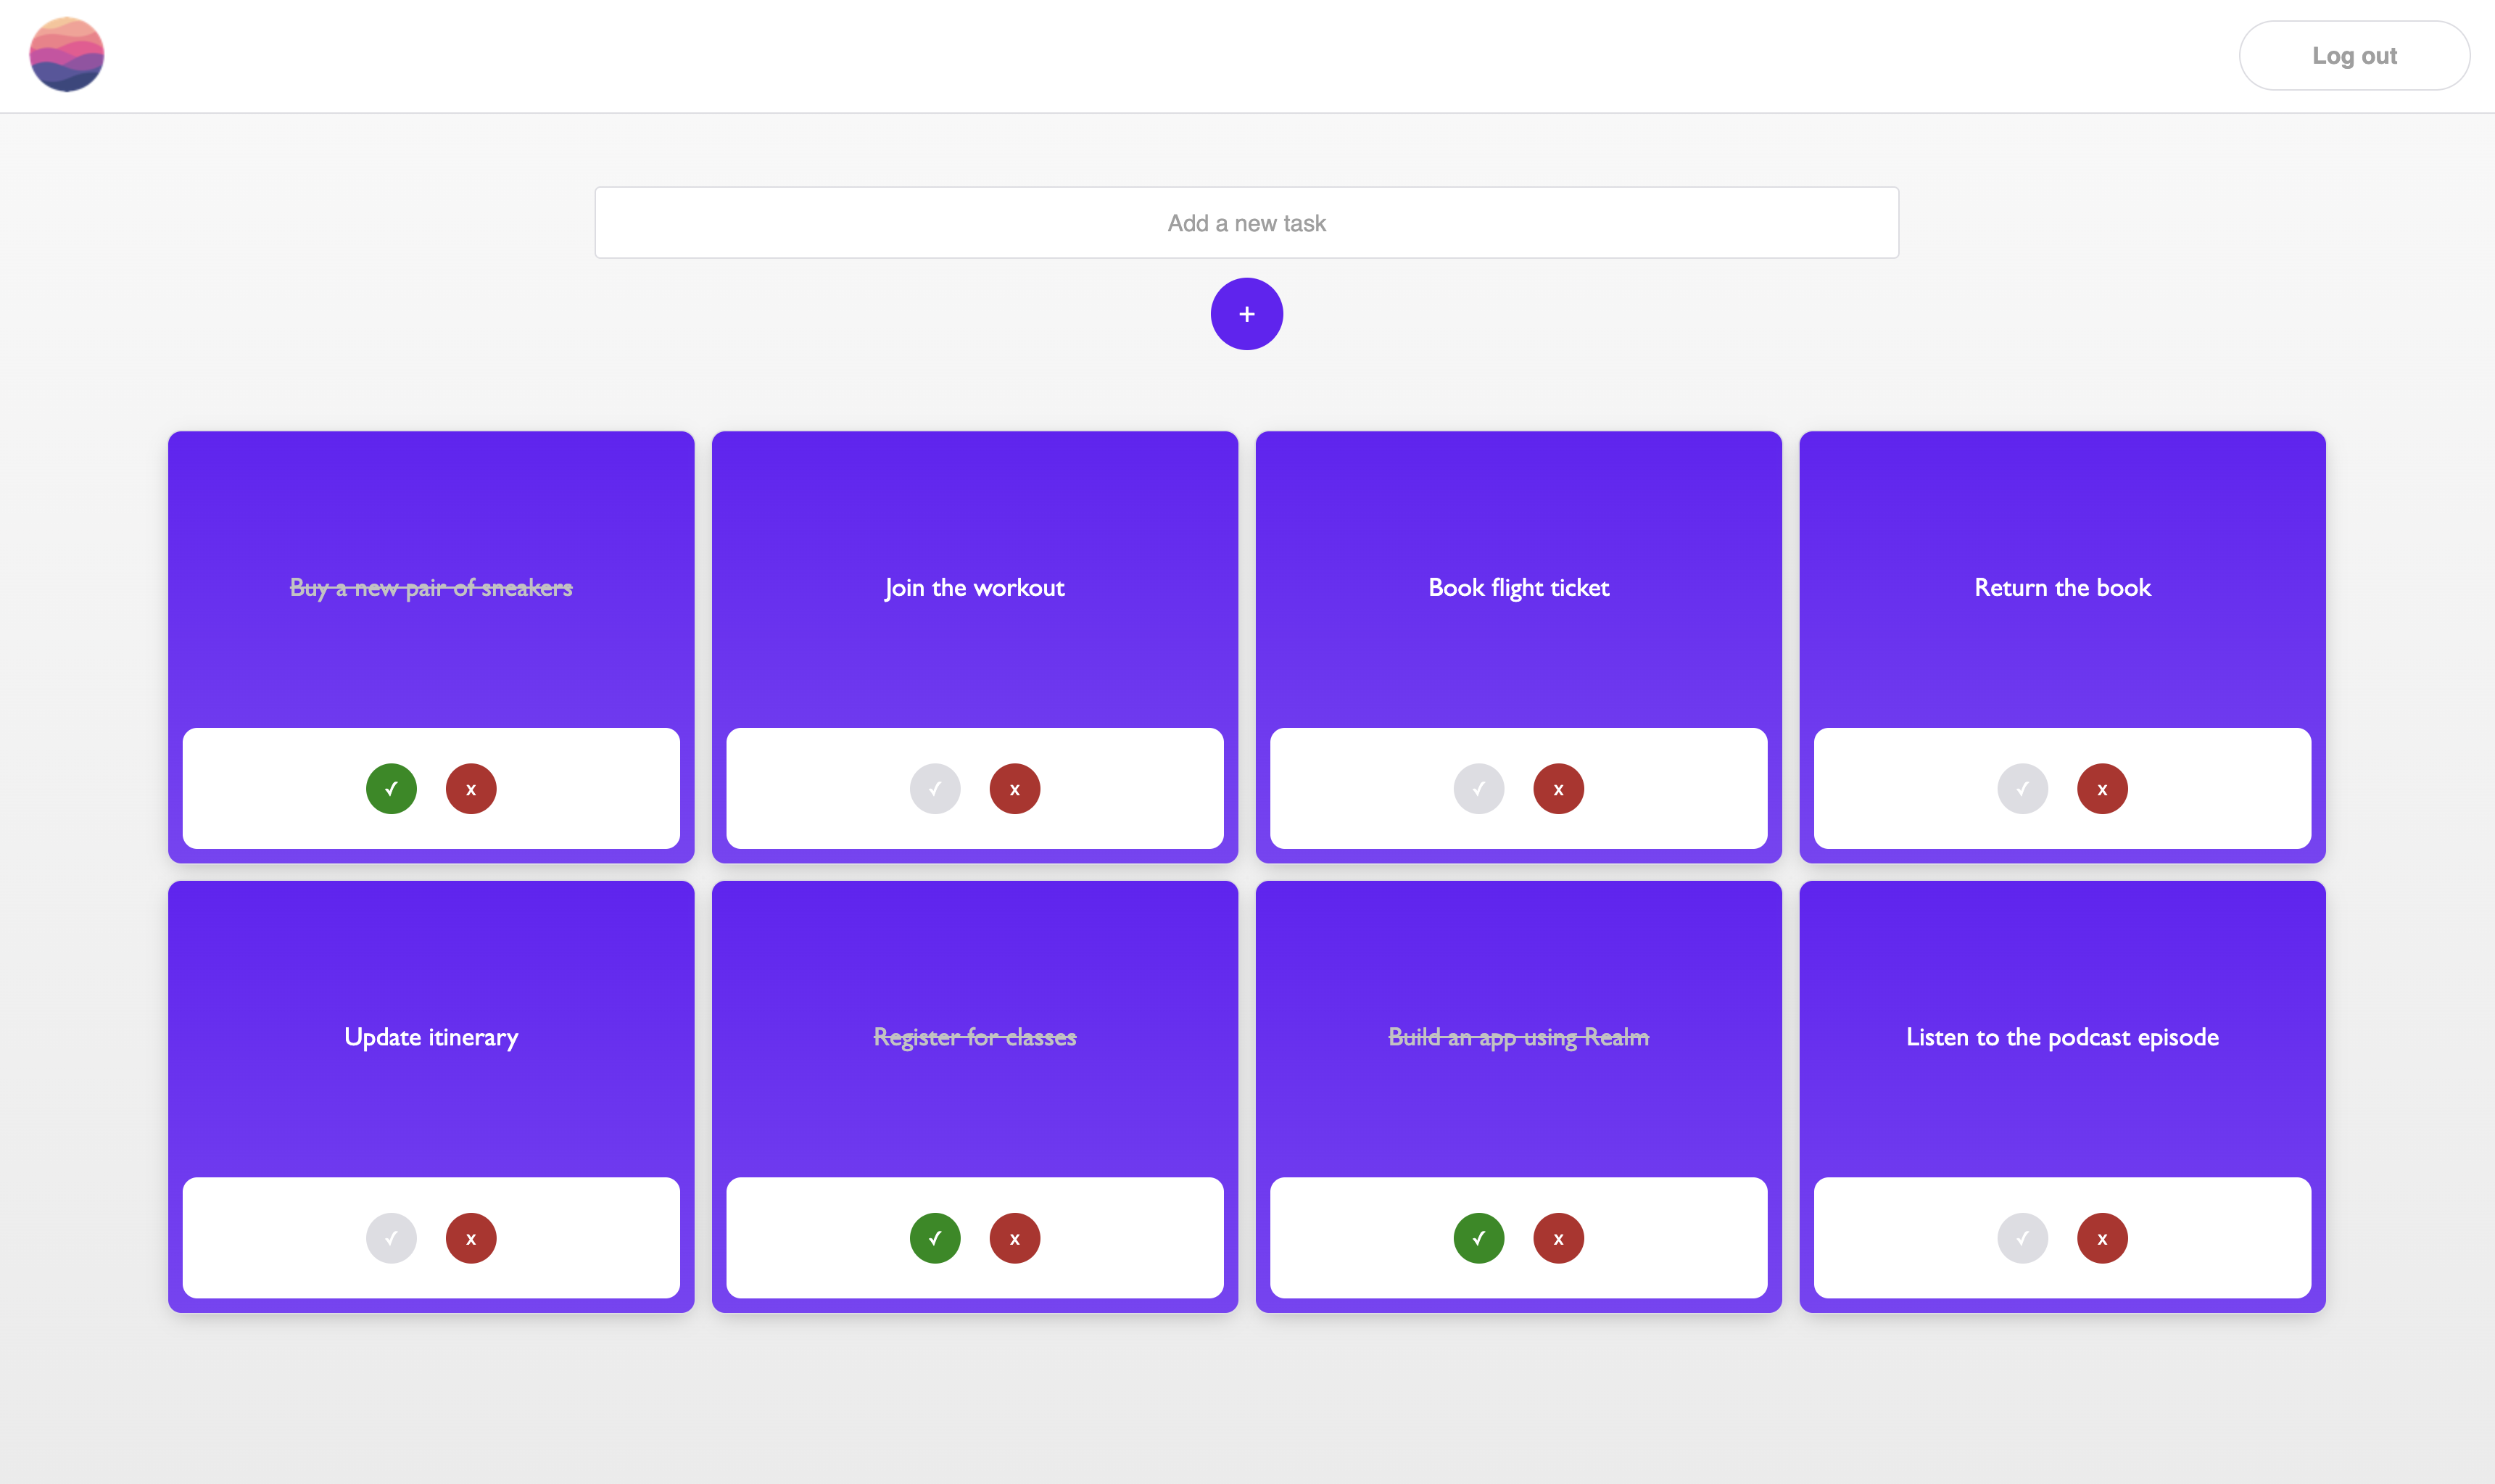 Log out
Add a new task
+
Buy a new pair of sneakers
Join the workout
Book flight ticket
Return the book
✓ x
✓ x
✓ x
✓ x
Update itinerary
Register for classes
Build an app using Realm
Listen to the podcast episode
✓ x
✓ x
✓ x
✓ x